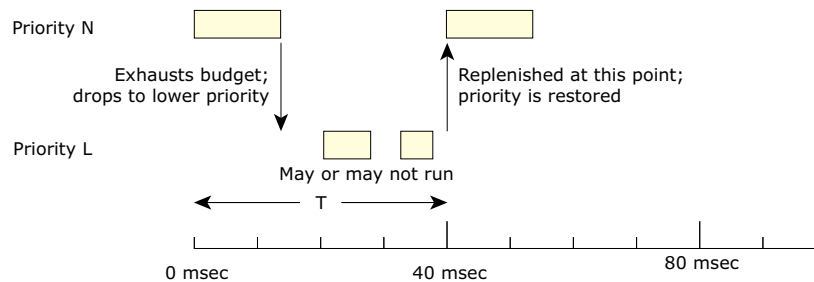 Priority N
Exhausts budget;
drops to lower priority
Replenished at this point;
priority is restored
Priority L
May or may not run
T
0 msec
40 msec
80 msec